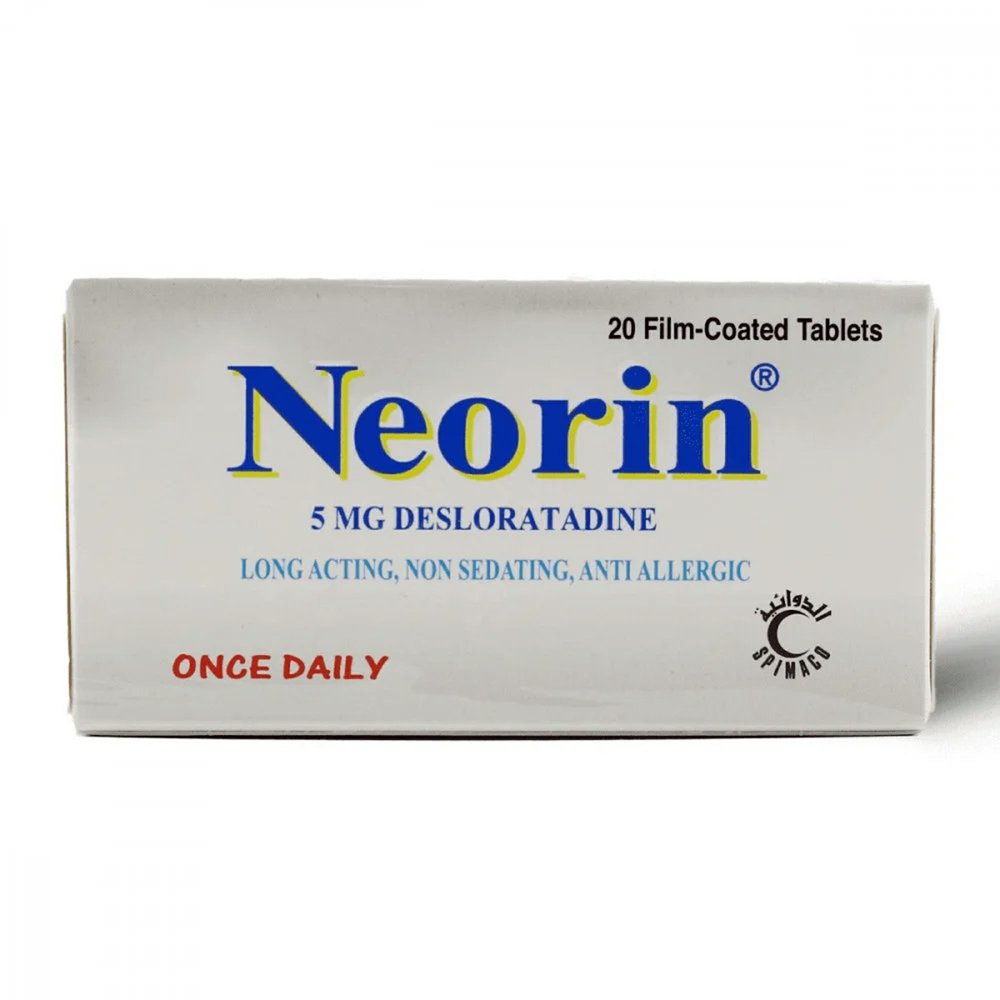 20 Film-Coated Tablets
Neorin®
5 MG DESLORATADINE
LONG ACTING, NON SEDATING, ANTI ALLERGIC
الدوائية
SPIMACO
ONCE DAILY